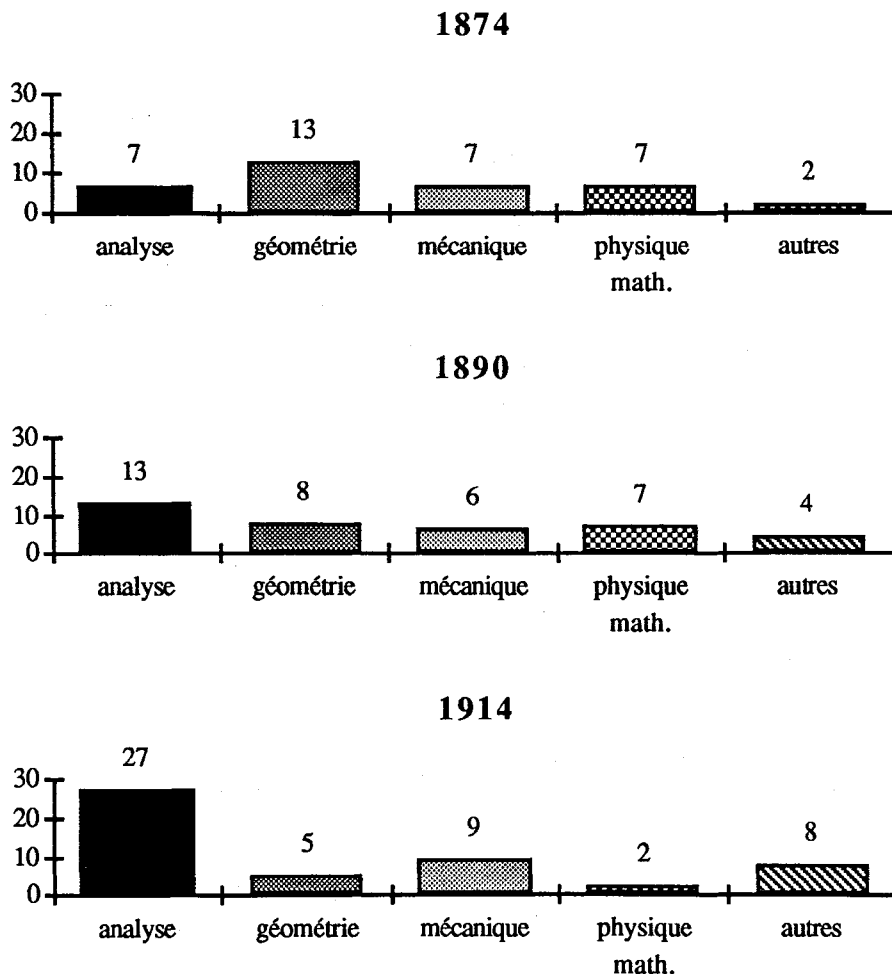 1874
30
20
10
0
7 13 7 7 2
analyse géométrie mécanique physique math. autres
1890
30
20
10
0
13 8 6 7 4
analyse géométrie mécanique physique math. autres
1914
30
20
10
0
27 5 9 2 8
analyse géométrie mécanique physique math. autres